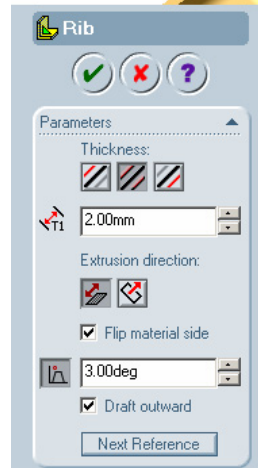 Rib
?
Parameters
Thickness:
T1
2.00mm
Extrusion direction:
Flip material side
3.00deg
Draft outward
Next Reference